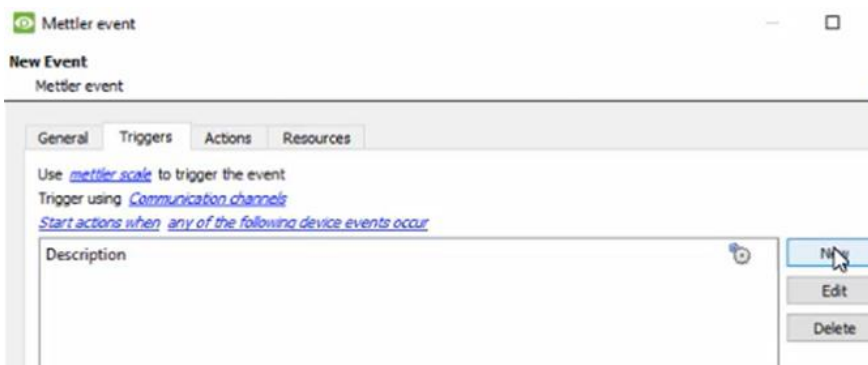 Mettler event
New Event
Mettler event
General Triggers Actions Resources
Use mettler scale to trigger the event
Trigger using Communication channels
Start actions when any of the following device events occur
Description
New
Edit
Delete